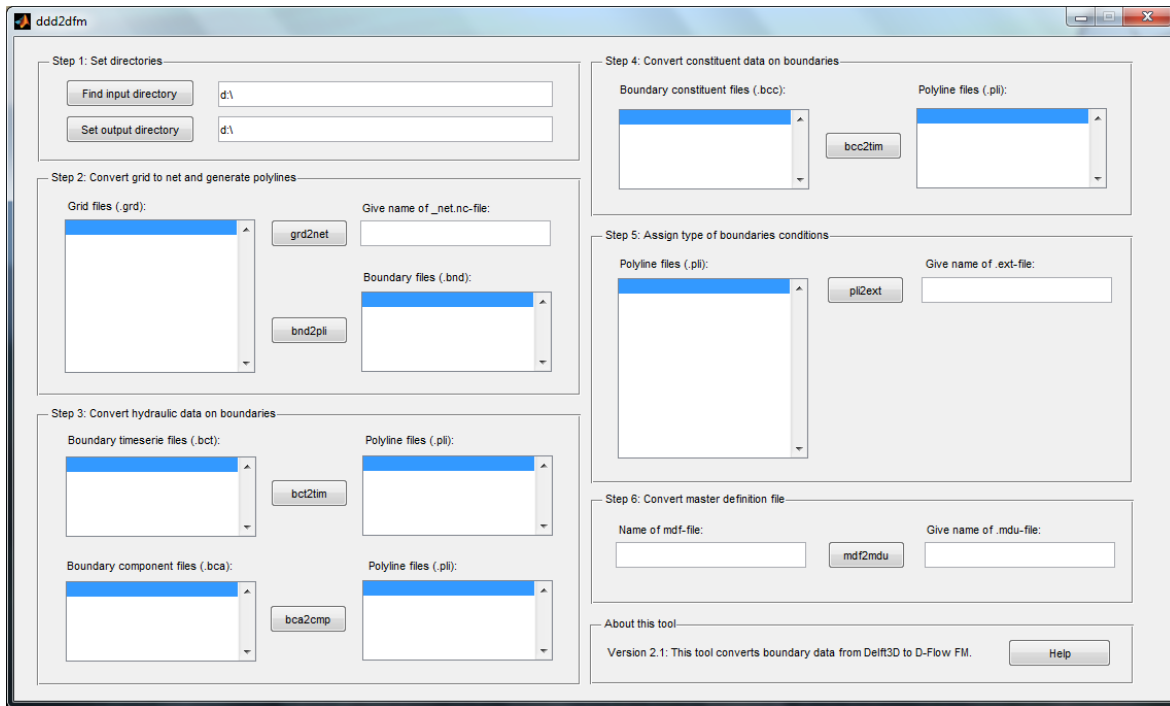 ddd2dfm
Step 1: Set directories
Find input directory
d:\
Set output directory
d:\
Step 2: Convert grid to net and generate polylines
Grid files (.grd):
grd2net
Give name of _net.nc-file:
Boundary files (.bnd):
bnd2pli
Step 3: Convert hydraulic data on boundaries
Boundary timeserie files (.bct):
Polyline files (.pli):
bct2tim
Boundary component files (.bca):
Polyline files (.pli):
bca2cmp
Step 4: Convert constituent data on boundaries
Boundary constituent files (.bcc):
Polyline files (.pli):
bcc2tim
Step 5: Assign type of boundaries conditions
Polyline files (.pli):
Give name of .ext-file:
pli2ext
Step 6: Convert master definition file
Name of mdf-file:
Give name of .mdu-file:
mdf2mdu
About this tool
Version 2.1: This tool converts boundary data from Delft3D to D-Flow FM.
Help